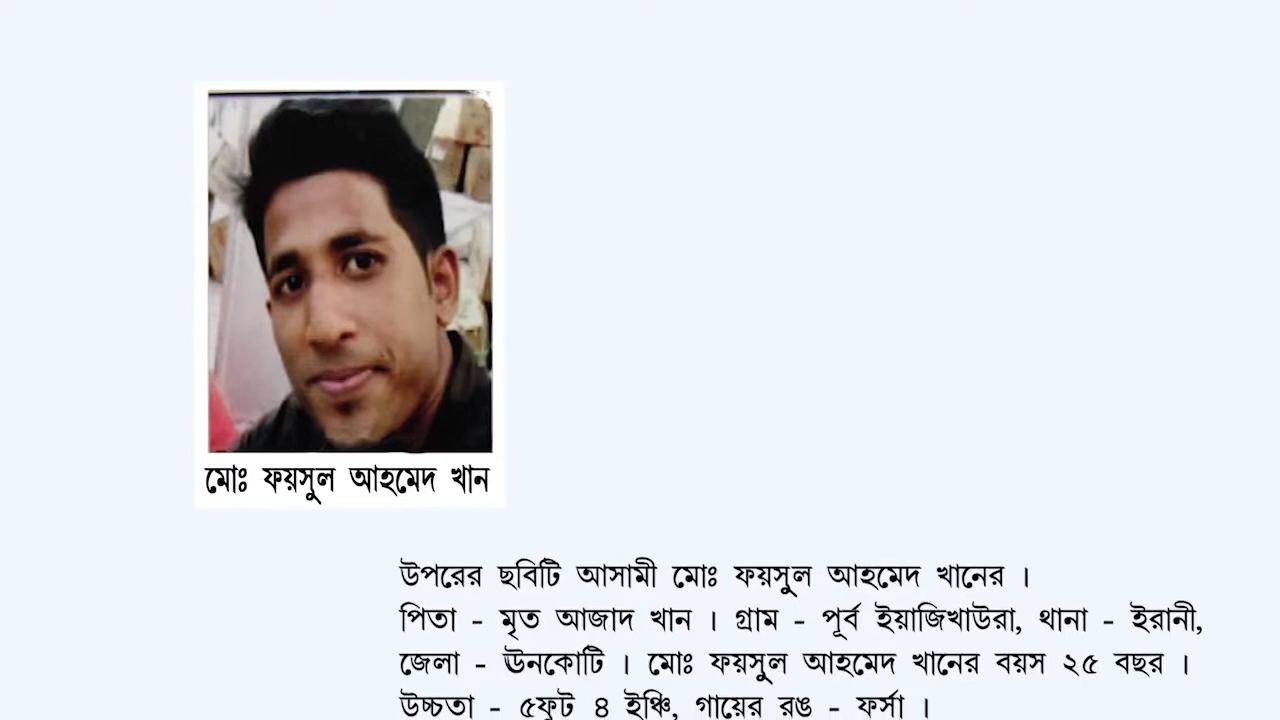 মোঃ ফয়সুল আহমেদ খান
উপরের ছবিটি আসামী মোঃ ফয়সুল আহমেদ খানের ।
পিতা - মৃত আজাদ খান । গ্রাম - পূর্ব ইয়াজিখাউরা, থানা - ইরানী,
জেলা - ঊনকোটি । মোঃ ফয়সুল আহমেদ খানের বয়স ২৫ বছর ।
উচ্চতা - ৫ফুট ৪ ইঞ্চি, গায়ের রঙ - ফর্সা ।